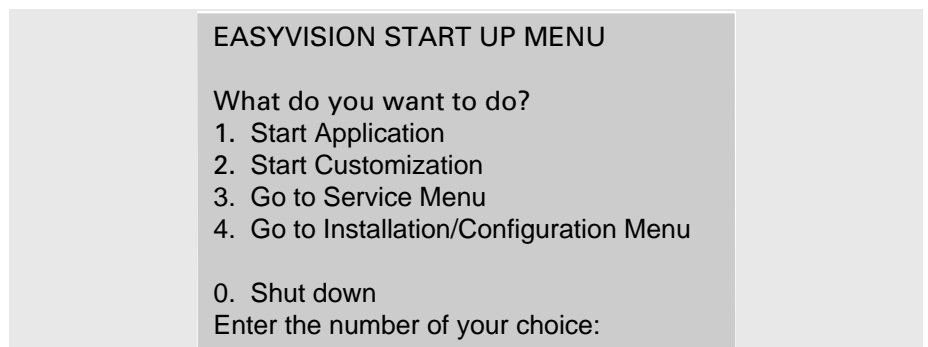 EASYVISION START UP MENU
What do you want to do?
1. Start Application
2. Start Customization
3. Go to Service Menu
4. Go to Installation/Configuration Menu
0. Shut down
Enter the number of your choice: